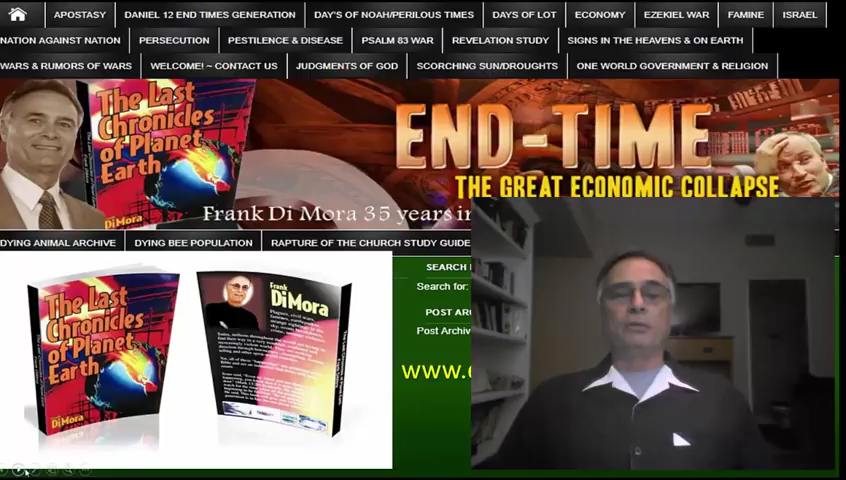 APOSTASY DANIEL 12 END TIMES GENERATION DAY'S OF NOAH/PERILOUS TIMES DAYS OF LOT ECONOMY EZEKIEL WAR FAMINE ISRAEL
NATION AGAINST NATION PERSECUTION PESTILENCE & DISEASE PSALM 83 WAR REVELATION STUDY SIGNS IN THE HEAVENS & ON EARTH
WARS & RUMORS OF WARS WELCOME! ~ CONTACT US JUDGMENTS OF GOD SCORCHING SUN/DROUGHTS ONE WORLD GOVERNMENT & RELIGION
The Last
Chronicles
of Planet
Earth
DiMora
END-TIME
THE GREAT ECONOMIC COLLAPSE
Frank Di Mora 35 years in
DYING ANIMAL ARCHIVE DYING BEE POPULATION RAPTURE OF THE CHURCH STUDY GUIDE
The Last
Chronicles
of Planet
Earth
DiMora
Frank
DiMora
SEARCH
Search for:
POST AR
Post Archiv
www.